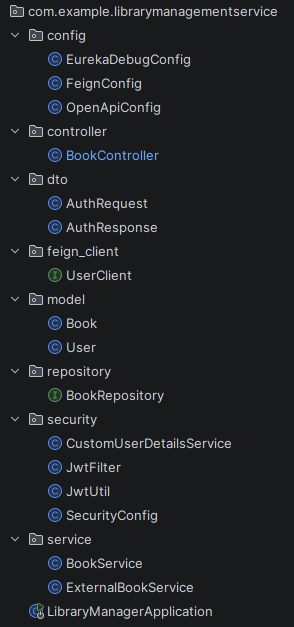 com.example.librarymanagementservice
config
EurekaDebugConfig
FeignConfig
OpenApiConfig
controller
BookController
dto
AuthRequest
AuthResponse
feign_client
UserClient
model
Book
User
repository
BookRepository
security
CustomUserDetailsService
JwtFilter
JwtUtil
SecurityConfig
service
BookService
ExternalBookService
LibraryManagerApplication